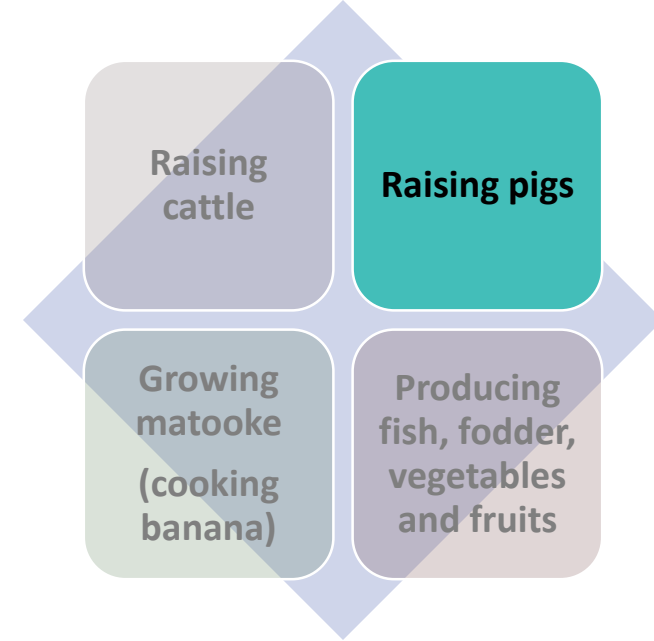 Raising
cattle
Raising pigs
Growing
matooke
(cooking
banana)
Producing
fish, fodder,
vegetables
and fruits